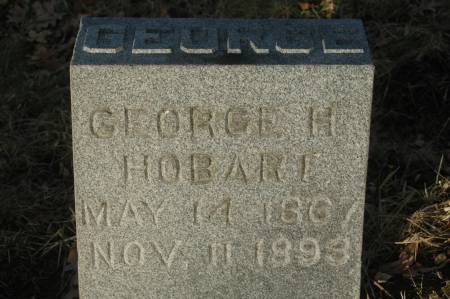 GEORGE
GEORGE H
HOBART
MAY 14 1867
NOV. 11 1893